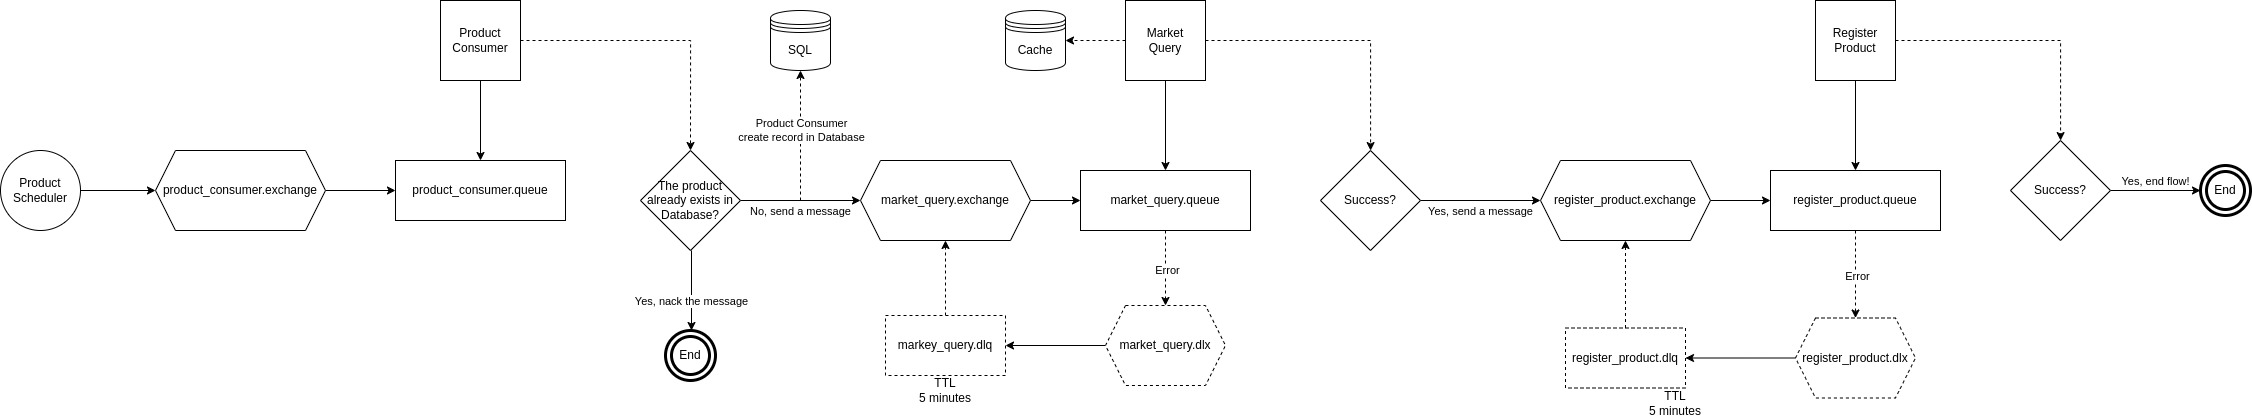 Product
Scheduler
product_consumer.exchange
Product
Consumer
product_consumer.queue
The product
already exists in
Database?
Yes, nack the message
End
SQL
Product Consumer
create record in Database
No, send a message
market_query.exchange
Cache
Market
Query
market_query.queue
Error
market_query.dlx
markey_query.dlq
TTL
5 minutes
Success?
Yes, send a message
register_product.exchange
Register
Product
register_product.queue
Error
register_product.dlx
register_product.dlq
TTL
5 minutes
Success?
Yes, end flow!
End